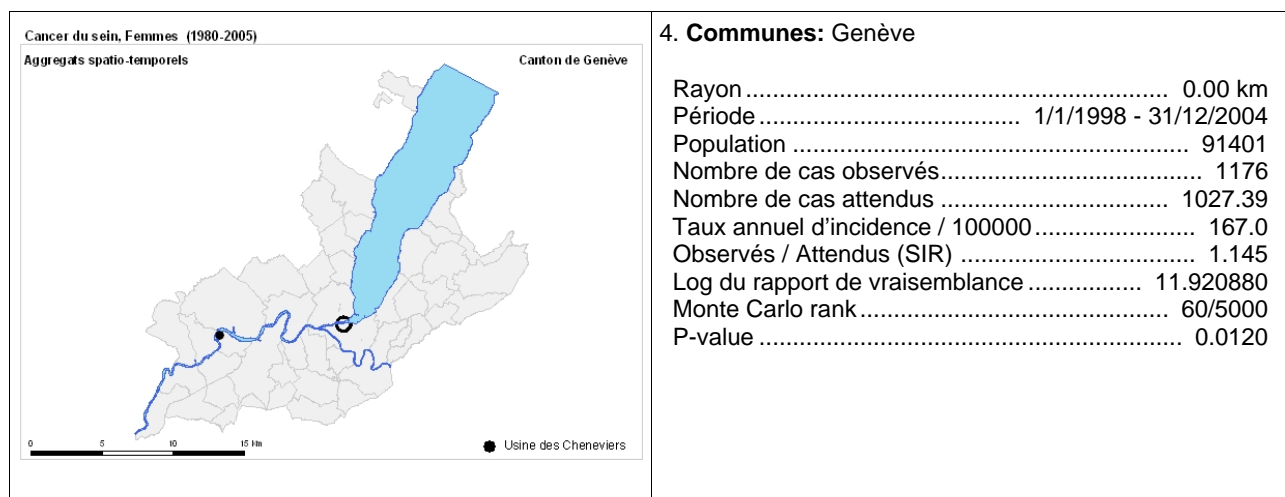 Cancer du sein, Femmes (1980-2005)
Aggregats spatio-temporels
Canton de Genève
0 5 10 15 Km
Usine des Cheneviers
4. Communes: Genève
Rayon ............................................................... 0.00 km
Période ....................................... 1/1/1998 - 31/12/2004
Population ............................................................ 91401
Nombre de cas observés ....................................... 1176
Nombre de cas attendus .................................. 1027.39
Taux annuel d'incidence / 100000 ........................ 167.0
Observés / Attendus (SIR) .................................... 1.145
Log du rapport de vraisemblance ................. 11.920880
Monte Carlo rank .............................................. 60/5000
P-value ............................................................... 0.0120